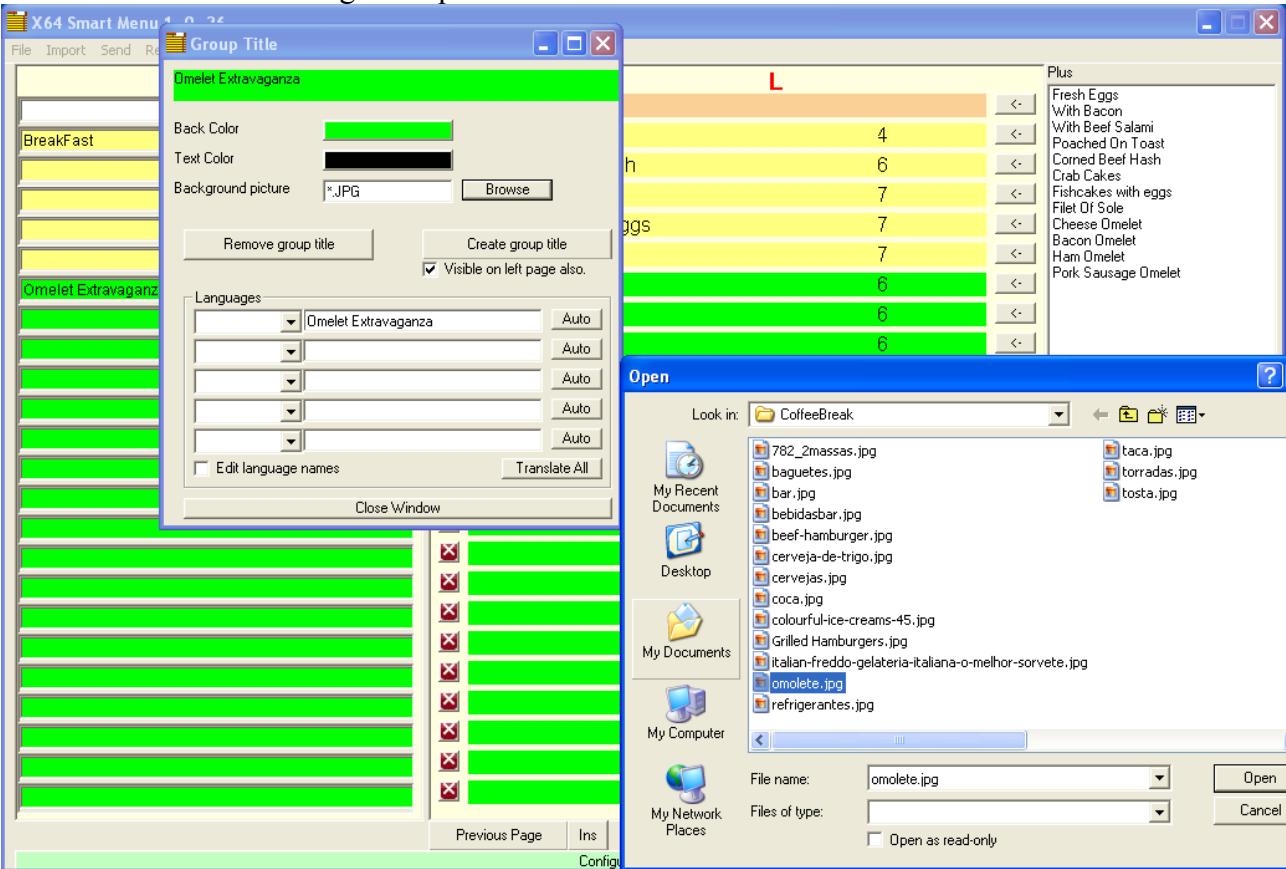 X64 Smart Menu
File Import Send Re
Group Title
Omelet Extravaganza
Back Color
Text Color
Background picture *.JPG Browse
Remove group title Create group title
Visible on left page also.
Languages
Omelet Extravaganza Auto
Auto
Auto
Auto
Auto
Edit language names Translate All
Close Window
BreakFast
Omelet Extravaganz
L
<-
4 <-
h 6 <-
7 <-
ggs 7 <-
7 <-
6 <-
6 <-
6 <-
Plus
Fresh Eggs
With Bacon
With Beef Salami
Poached On Toast
Corned Beef Hash
Crab Cakes
Fishcakes with eggs
Filet Of Sole
Cheese Omelet
Bacon Omelet
Ham Omelet
Pork Sausage Omelet
Open
Look in: CoffeeBreak
My Recent Documents
Desktop
My Documents
My Computer
My Network Places
782_2massas.jpg
baguetes.jpg
bar.jpg
bebidasbar.jpg
beef-hamburger.jpg
cerveja-de-trigo.jpg
cervejas.jpg
coca.jpg
colourful-ice-creams-45.jpg
Grilled Hamburgers.jpg
italian-freddo-gelateria-italiana-o-melhor-sorvete.jpg
omolete.jpg
refrigerantes.jpg
taca.jpg
torradas.jpg
tosta.jpg
File name: omolete.jpg Open
Files of type: Cancel
Open as read-only
Previous Page Ins
Config